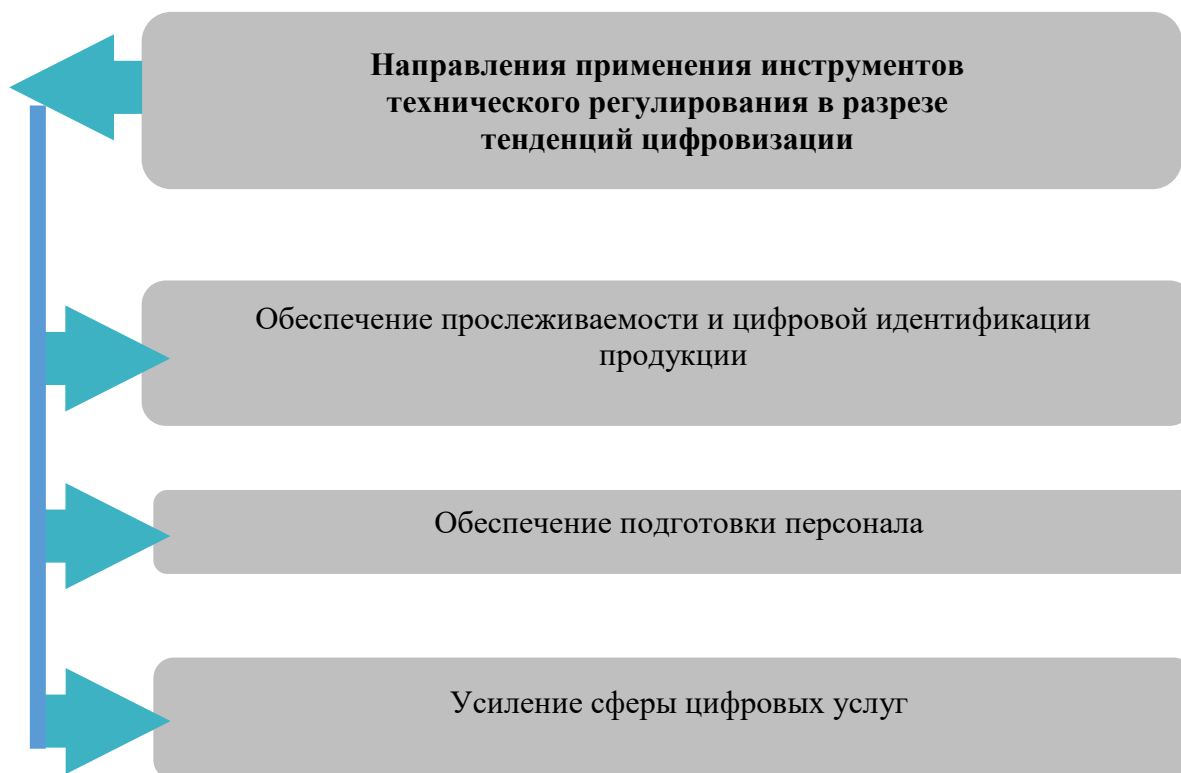 Направления применения инструментов
технического регулирования в разрезе
тенденций цифровизации
Обеспечение прослеживаемости и цифровой идентификации
продукции
Обеспечение подготовки персонала
Усиление сферы цифровых услуг